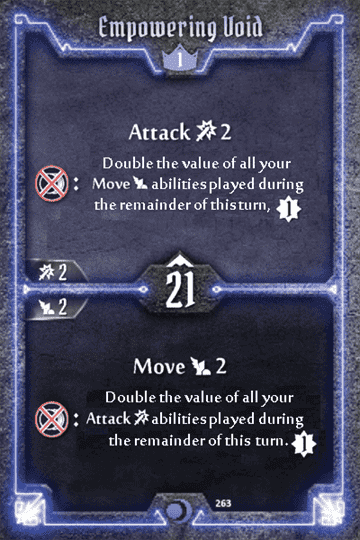 Empowering Void
1
Attack 2
Double the value of all your
: Move abilities played during
the remainder of this turn, 1
2
21
2
Move 2
Double the value of all your
: Attack abilities played during
the remainder of this turn. 1
263